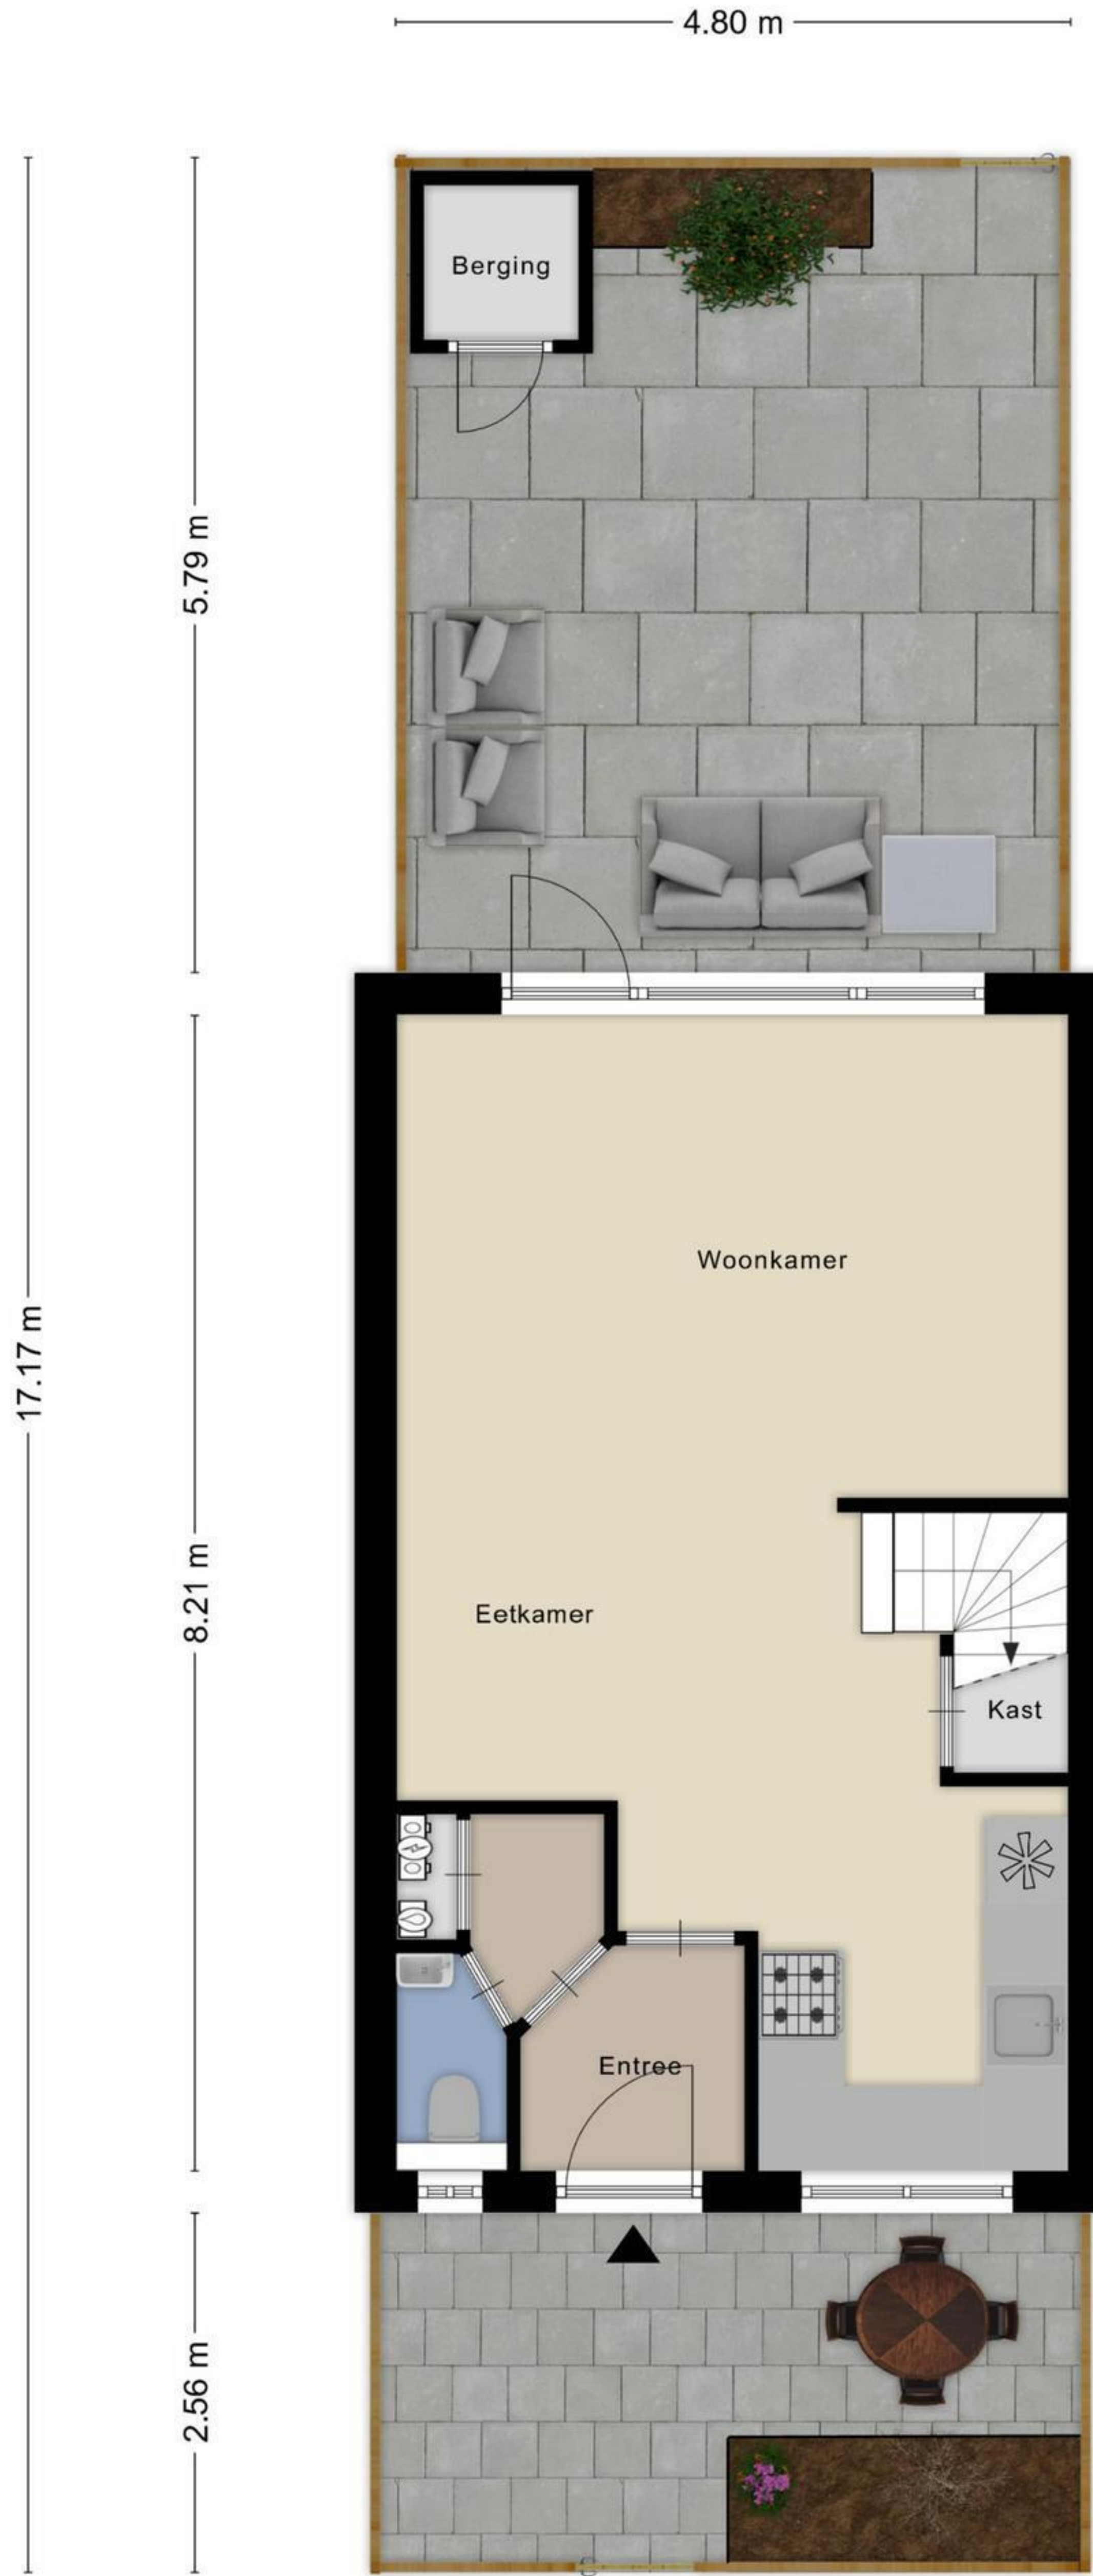 4.80 m
Berging
5.79 m
Woonkamer
17.17 m
8.21 m
Eetkamer
Kast
Entree
2.56 m